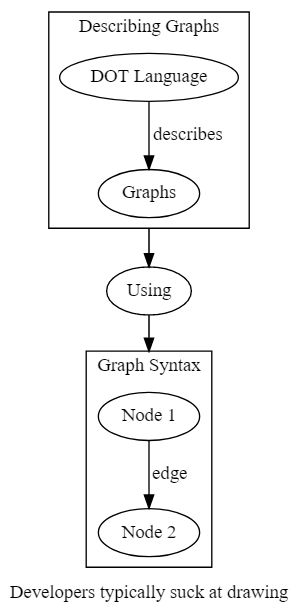 Describing Graphs
DOT Language
describes
Graphs
Using
Graph Syntax
Node 1
edge
Node 2
Developers typically suck at drawing